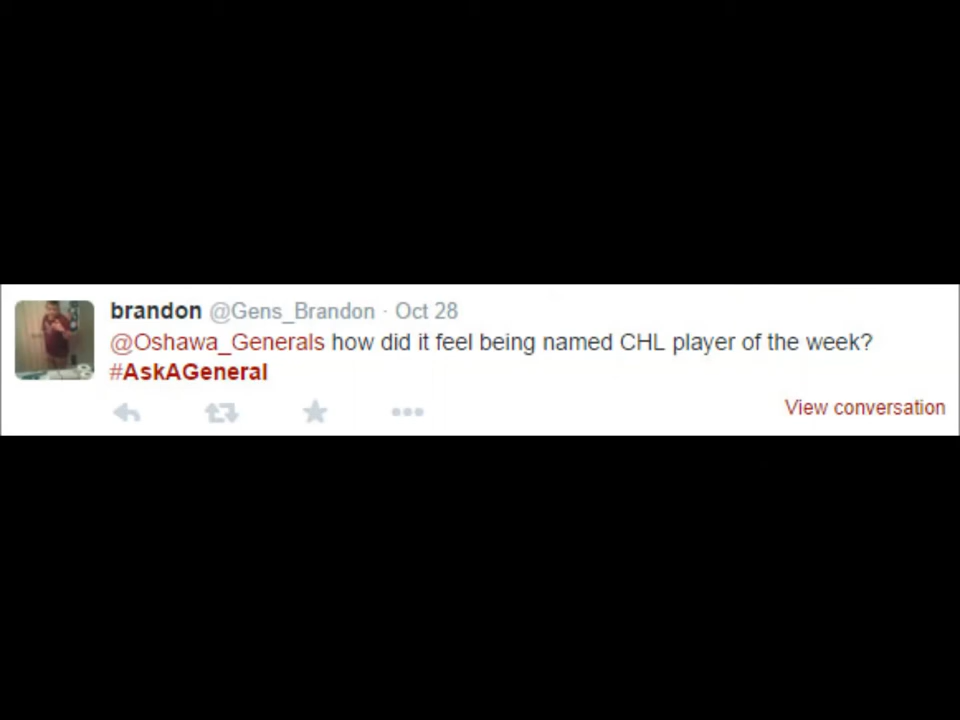 brandon @Gens_Brandon · Oct 28
@Oshawa_Generals how did it feel being named CHL player of the week?
#AskAGeneral
View conversation